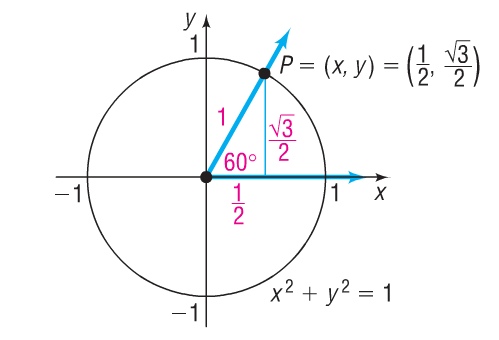 y
1
P = (x, y) = (1/2, √3/2)
1
√3/2
60°
−1
1/2
1
x
x² + y² = 1
−1